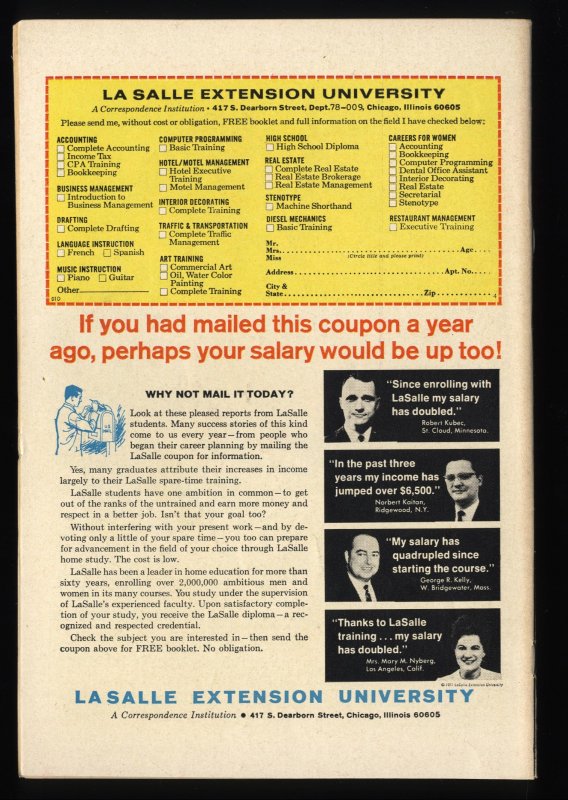 LA SALLE EXTENSION UNIVERSITY
A Correspondence Institution • 417 S. Dearborn Street, Dept. 78-009, Chicago, Illinois 60605
Please send me, without cost or obligation, FREE booklet and full information on the field I have checked below:
ACCOUNTING
Complete Accounting
Income Tax
CPA Training
Bookkeeping
BUSINESS MANAGEMENT
Introduction to
Business Management
DRAFTING
Complete Drafting
LANGUAGE INSTRUCTION
French Spanish
MUSIC INSTRUCTION
Piano Guitar
Other
010
COMPUTER PROGRAMMING
Basic Training
HOTEL/MOTEL MANAGEMENT
Hotel Executive
Training
Motel Management
INTERIOR DECORATING
Complete Training
TRAFFIC & TRANSPORTATION
Complete Traffic
Management
ART TRAINING
Commercial Art
Oil, Water Color
Painting
Complete Training
HIGH SCHOOL
High School Diploma
REAL ESTATE
Complete Real Estate
Real Estate Brokerage
Real Estate Management
STENOTYPE
Machine Shorthand
DIESEL MECHANICS
Basic Training
CAREERS FOR WOMEN
Accounting
Bookkeeping
Computer Programming
Dental Office Assistant
Interior Decorating
Real Estate
Secretarial
Stenotype
RESTAURANT MANAGEMENT
Executive Training
Mr.
Mrs. Age
Miss (Circle title and please print)
Address Apt. No.
City &
State Zip
4
If you had mailed this coupon a year
ago, perhaps your salary would be up too!
WHY NOT MAIL IT TODAY?
Look at these pleased reports from LaSalle
students. Many success stories of this kind
come to us every year—from people who
began their career planning by mailing the
LaSalle coupon for information.
Yes, many graduates attribute their increases in income
largely to their LaSalle spare-time training.
LaSalle students have one ambition in common—to get
out of the ranks of the untrained and earn more money and
respect in a better job. Isn't that your goal too?
Without interfering with your present work—and by de-
voting only a little of your spare time—you too can prepare
for advancement in the field of your choice through LaSalle
home study. The cost is low.
LaSalle has been a leader in home education for more than
sixty years, enrolling over 2,000,000 ambitious men and
women in its many courses. You study under the supervision
of LaSalle's experienced faculty. Upon satisfactory comple-
tion of your study, you receive the LaSalle diploma—a rec-
ognized and respected credential.
Check the subject you are interested in—then send the
coupon above for FREE booklet. No obligation.
"Since enrolling with
LaSalle my salary
has doubled."
Robert Kubec,
St. Cloud, Minnesota.
"In the past three
years my income has
jumped over $6,500."
Norbert Kaitan,
Ridgewood, N.Y.
"My salary has
quadrupled since
starting the course."
George R. Kelly,
W. Bridgewater, Mass.
"Thanks to LaSalle
training...my salary
has doubled."
Mrs. Mary M. Nyberg,
Los Angeles, Calif.
© 1971 LaSalle Extension University
LA SALLE EXTENSION UNIVERSITY
A Correspondence Institution • 417 S. Dearborn Street, Chicago, Illinois 60605